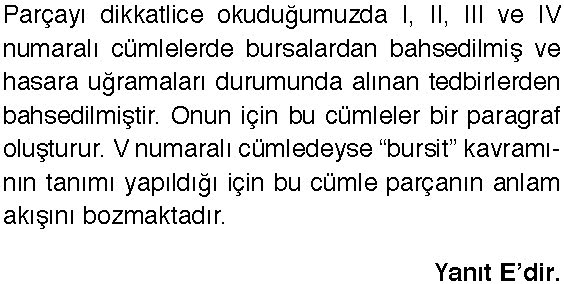 Parçayı dikkatlice okuduğumuzda I, II, III ve IV
numaralı cümlelerde bursalardan bahsedilmiş ve
hasara uğramaları durumunda alınan tedbirlerden
bahsedilmiştir. Onun için bu cümleler bir paragraf
oluşturur. V numaralı cümledeyse “bursit” kavramı-
nın tanımı yapıldığı için bu cümle parçanın anlam
akışını bozmaktadır.
Yanıt E’dir.